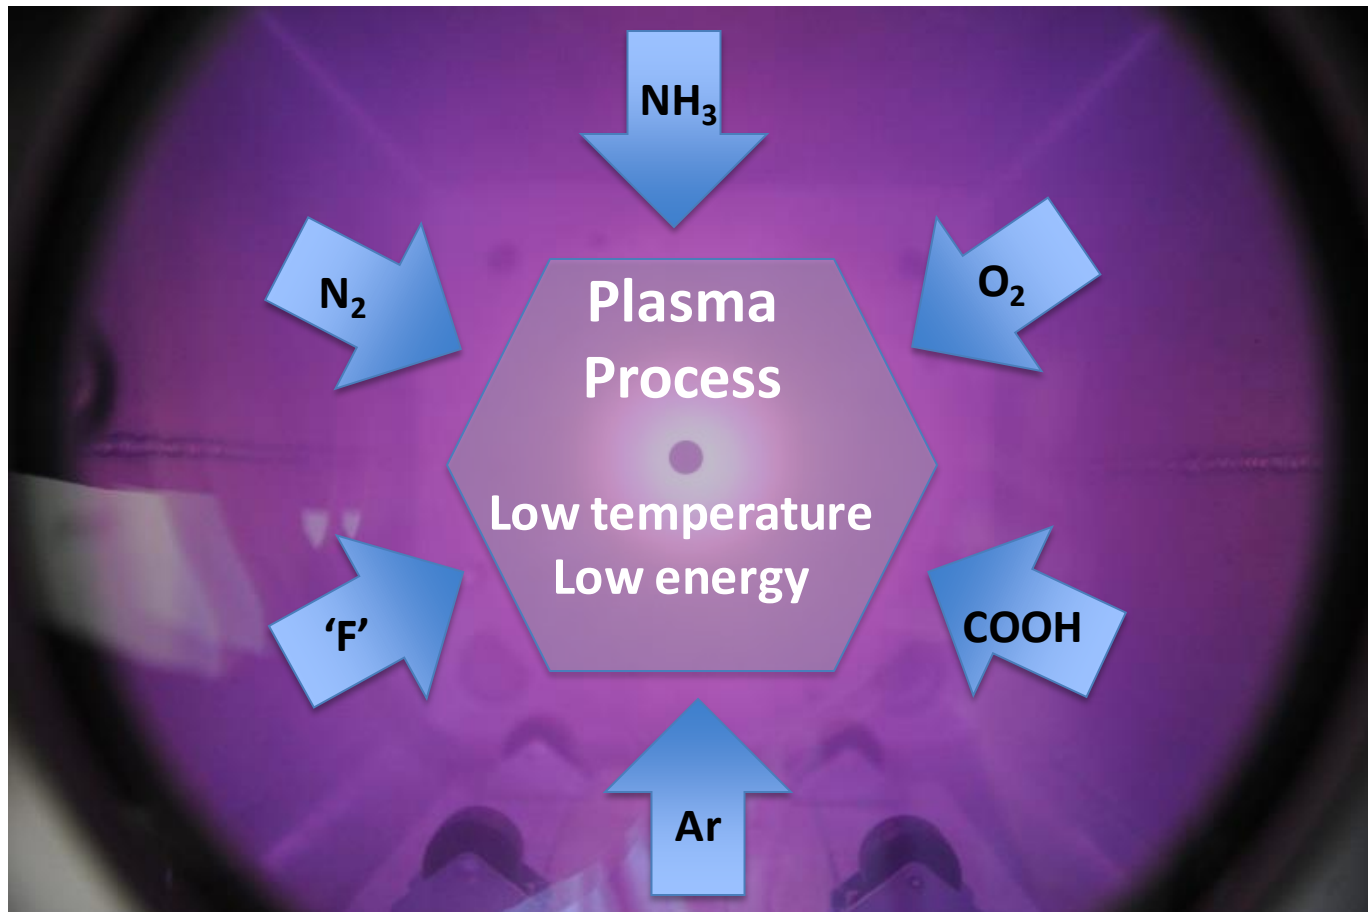 NH₃
N₂
O₂
Plasma
Process
Low temperature
Low energy
‘F’
COOH
Ar